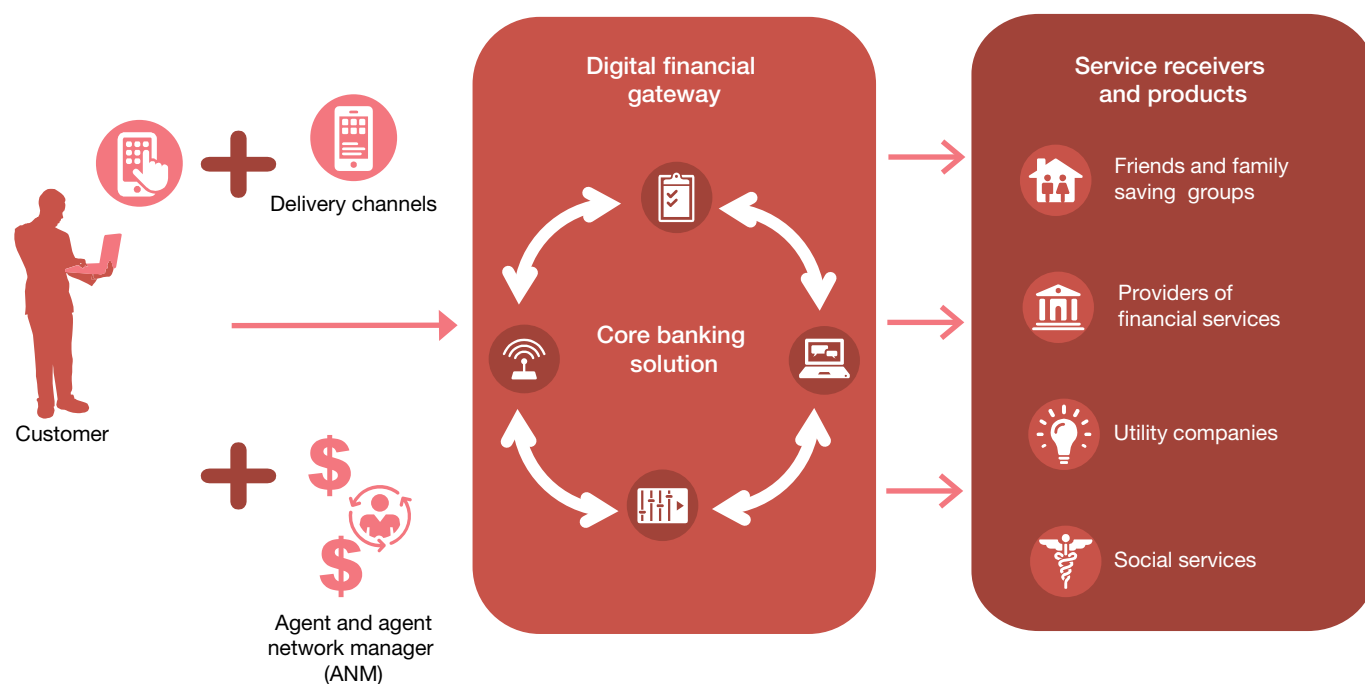 Customer
Delivery channels
Agent and agent
network manager
(ANM)
Digital financial
gateway
Core banking
solution
Service receivers
and products
Friends and family
saving groups
Providers of
financial services
Utility companies
Social services